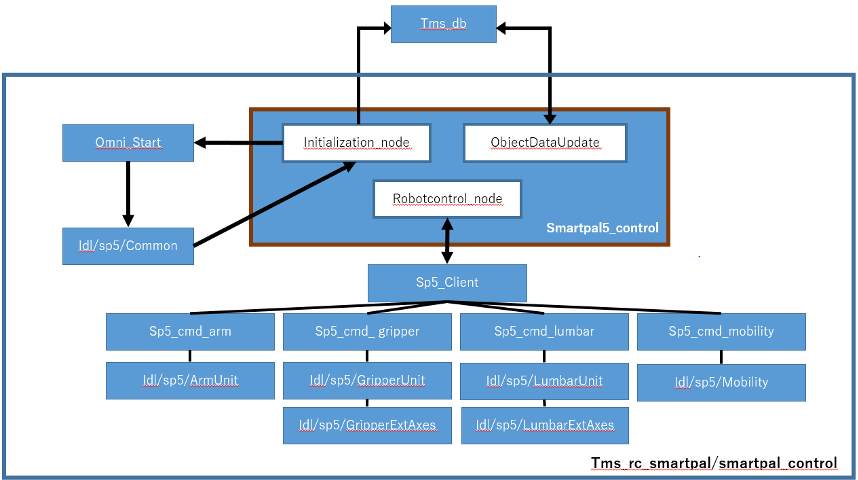 Tms_db
Omni_Start
Initialization_node
ObjectDataUpdate
Robotcontrol_node
Smartpal5_control
Idl/sp5/Common
Sp5_Client
Sp5_cmd_arm
Sp5_cmd_ gripper
Sp5_cmd_lumbar
Sp5_cmd_mobility
Idl/sp5/ArmUnit
Idl/sp5/GripperUnit
Idl/sp5/LumbarUnit
Idl/sp5/Mobility
Idl/sp5/GripperExtAxes
Idl/sp5/LumbarExtAxes
Tms_rc_smartpal/smartpal_control